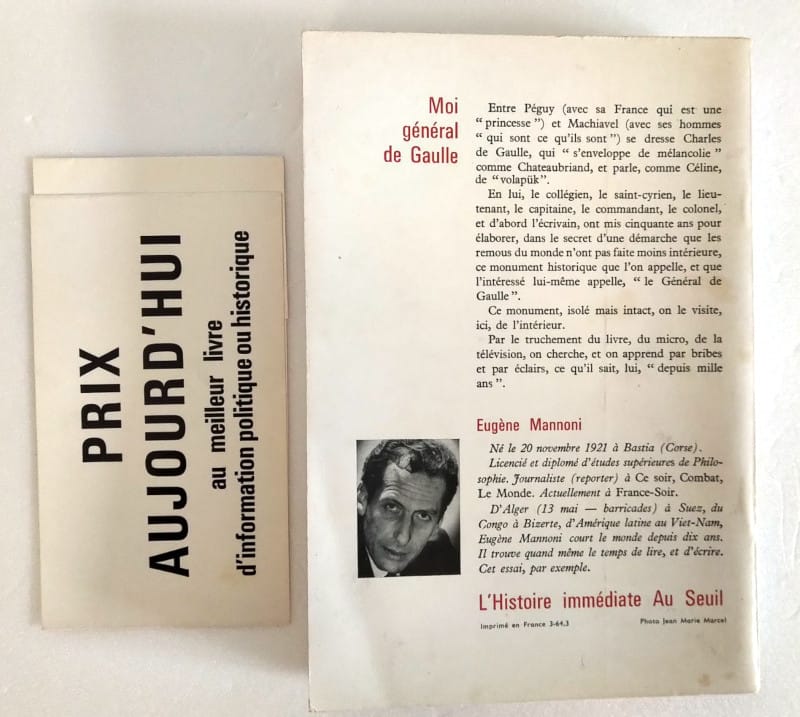 PRIX
AUJOURD'HUI
au meilleur livre
d'information politique ou historique
Moi
général
de Gaulle
Entre Péguy (avec sa France qui est une
“ princesse ”) et Machiavel (avec ses hommes
“ qui sont ce qu'ils sont ”) se dresse Charles
de Gaulle, qui “ s'enveloppe de mélancolie ”
comme Chateaubriand, et parle, comme Céline,
de “ volapük”.
En lui, le collégien, le saint-cyrien, le lieu-
tenant, le capitaine, le commandant, le colonel,
et d'abord l'écrivain, ont mis cinquante ans pour
élaborer, dans le secret d'une démarche que les
remous du monde n'ont pas faite moins intérieure,
ce monument historique que l'on appelle, et que
l'intéressé lui-même appelle, “ le Général de
Gaulle ”.
Ce monument, isolé mais intact, on le visite,
ici, de l'intérieur.
Par le truchement du livre, du micro, de la
télévision, on cherche, et on apprend par bribes
et par éclairs, ce qu'il sait, lui, “ depuis mille
ans ”.
Eugène Mannoni
Né le 20 novembre 1921 à Bastia (Corse).
Licencié et diplomé d'études supérieures de Philo-
sophie. Journaliste (reporter) à Ce soir, Combat,
Le Monde. Actuellement à France-Soir.
D'Alger (13 mai — barricades) à Suez, du
Congo à Bizerte, d'Amérique latine au Viet-Nam,
Eugène Mannoni court le monde depuis dix ans.
Il trouve quand même le temps de lire, et d'écrire.
Cet essai, par exemple.
L'Histoire immédiate Au Seuil
Imprimé en France 3-64.3
Photo Jean Marie Marcel